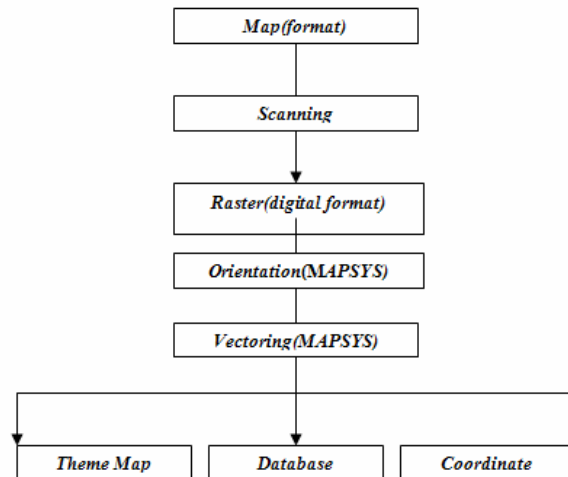 Map(format)
Scanning
Raster(digital format)
Orientation(MAPSYS)
Vectoring(MAPSYS)
Theme Map
Database
Coordinate